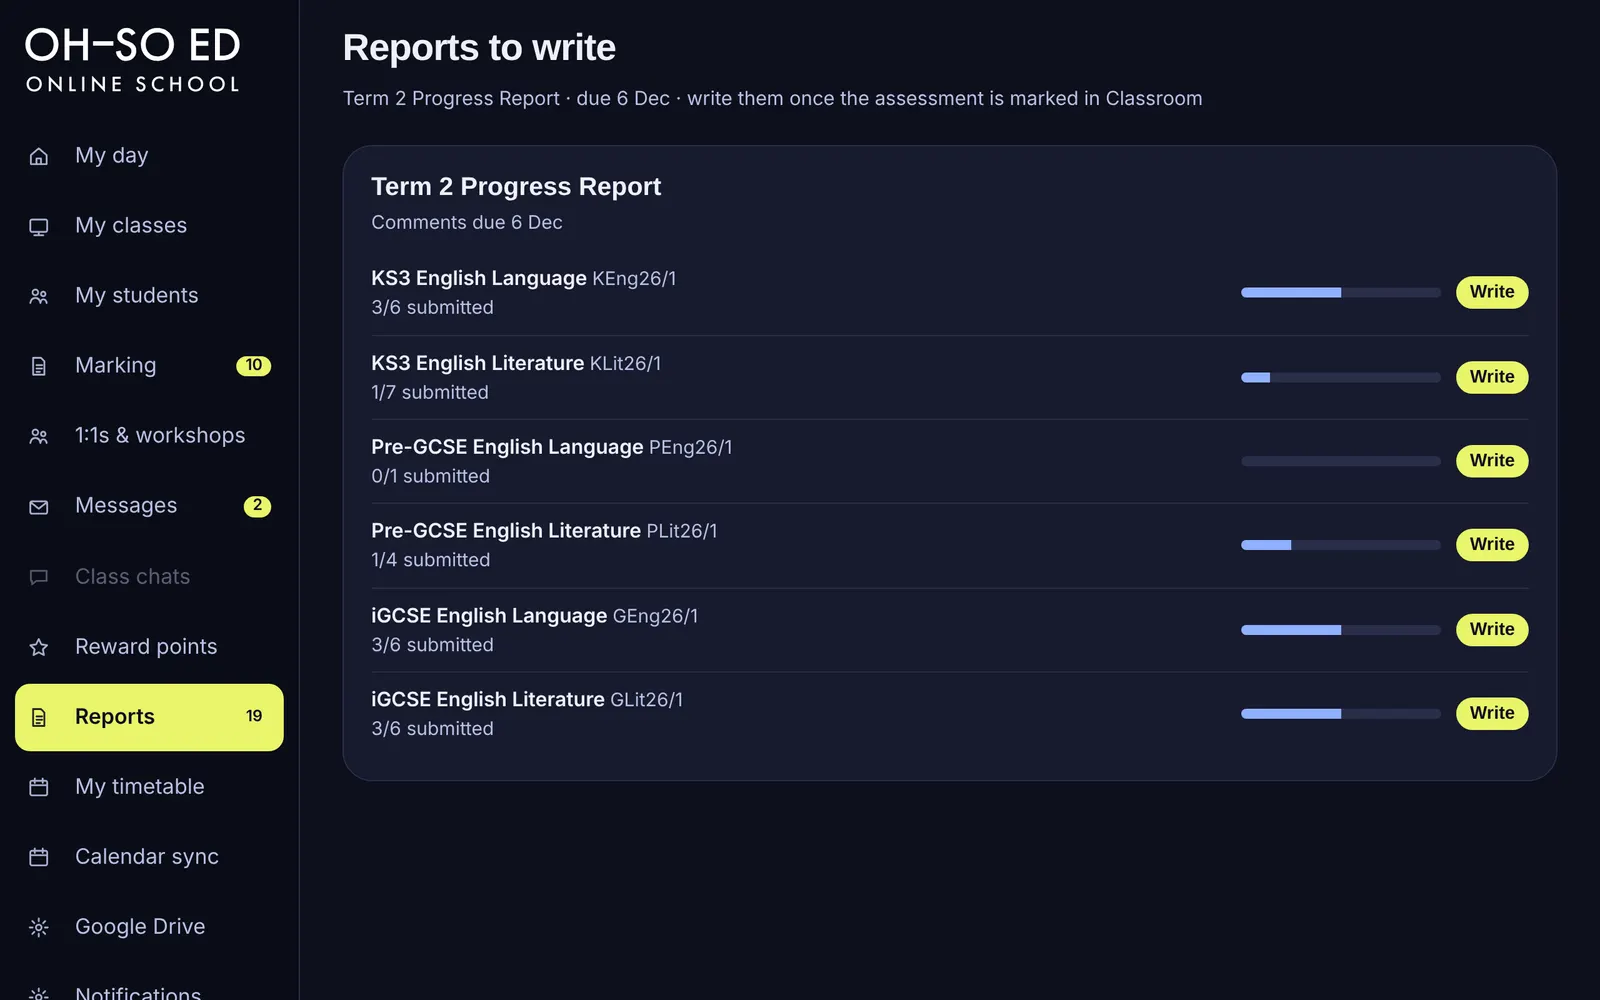 OH-SO ED
ONLINE SCHOOL
My day
My classes
My students
Marking 10
1:1s & workshops
Messages 2
Class chats
Reward points
Reports 19
My timetable
Calendar sync
Google Drive
Notifications
Reports to write
Term 2 Progress Report · due 6 Dec · write them once the assessment is marked in Classroom
Term 2 Progress Report
Comments due 6 Dec
KS3 English Language KEng26/1
3/6 submitted
Write
KS3 English Literature KLit26/1
1/7 submitted
Write
Pre-GCSE English Language PEng26/1
0/1 submitted
Write
Pre-GCSE English Literature PLit26/1
1/4 submitted
Write
iGCSE English Language GEng26/1
3/6 submitted
Write
iGCSE English Literature GLit26/1
3/6 submitted
Write